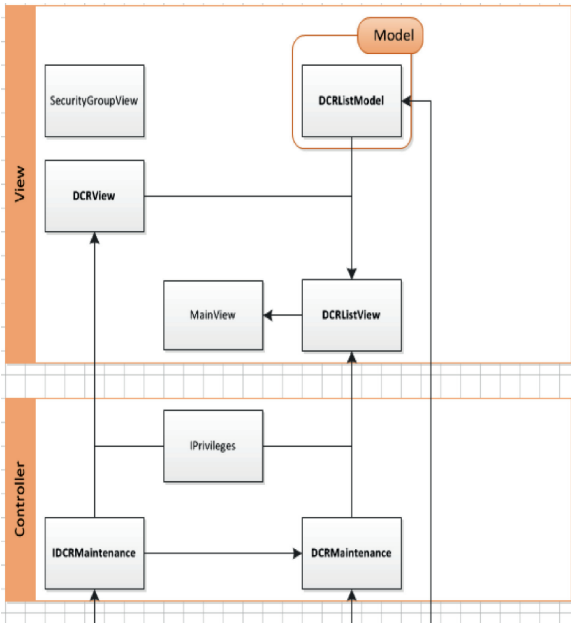 View
Model
SecurityGroupView
DCRListModel
DCRView
MainView
DCRListView
Controller
IPrivileges
IDCRMaintenance
DCRMaintenance